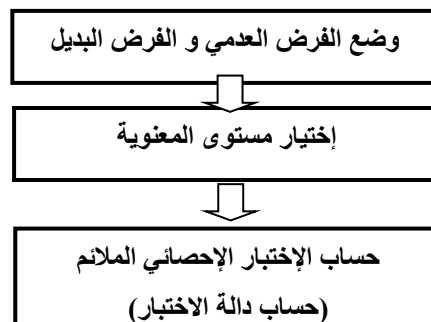 وضع الفرض العدمي و الفرض البديل
إختيار مستوى المعنوية
حساب الإختبار الإحصائي الملائم
(حساب دالة الاختبار)